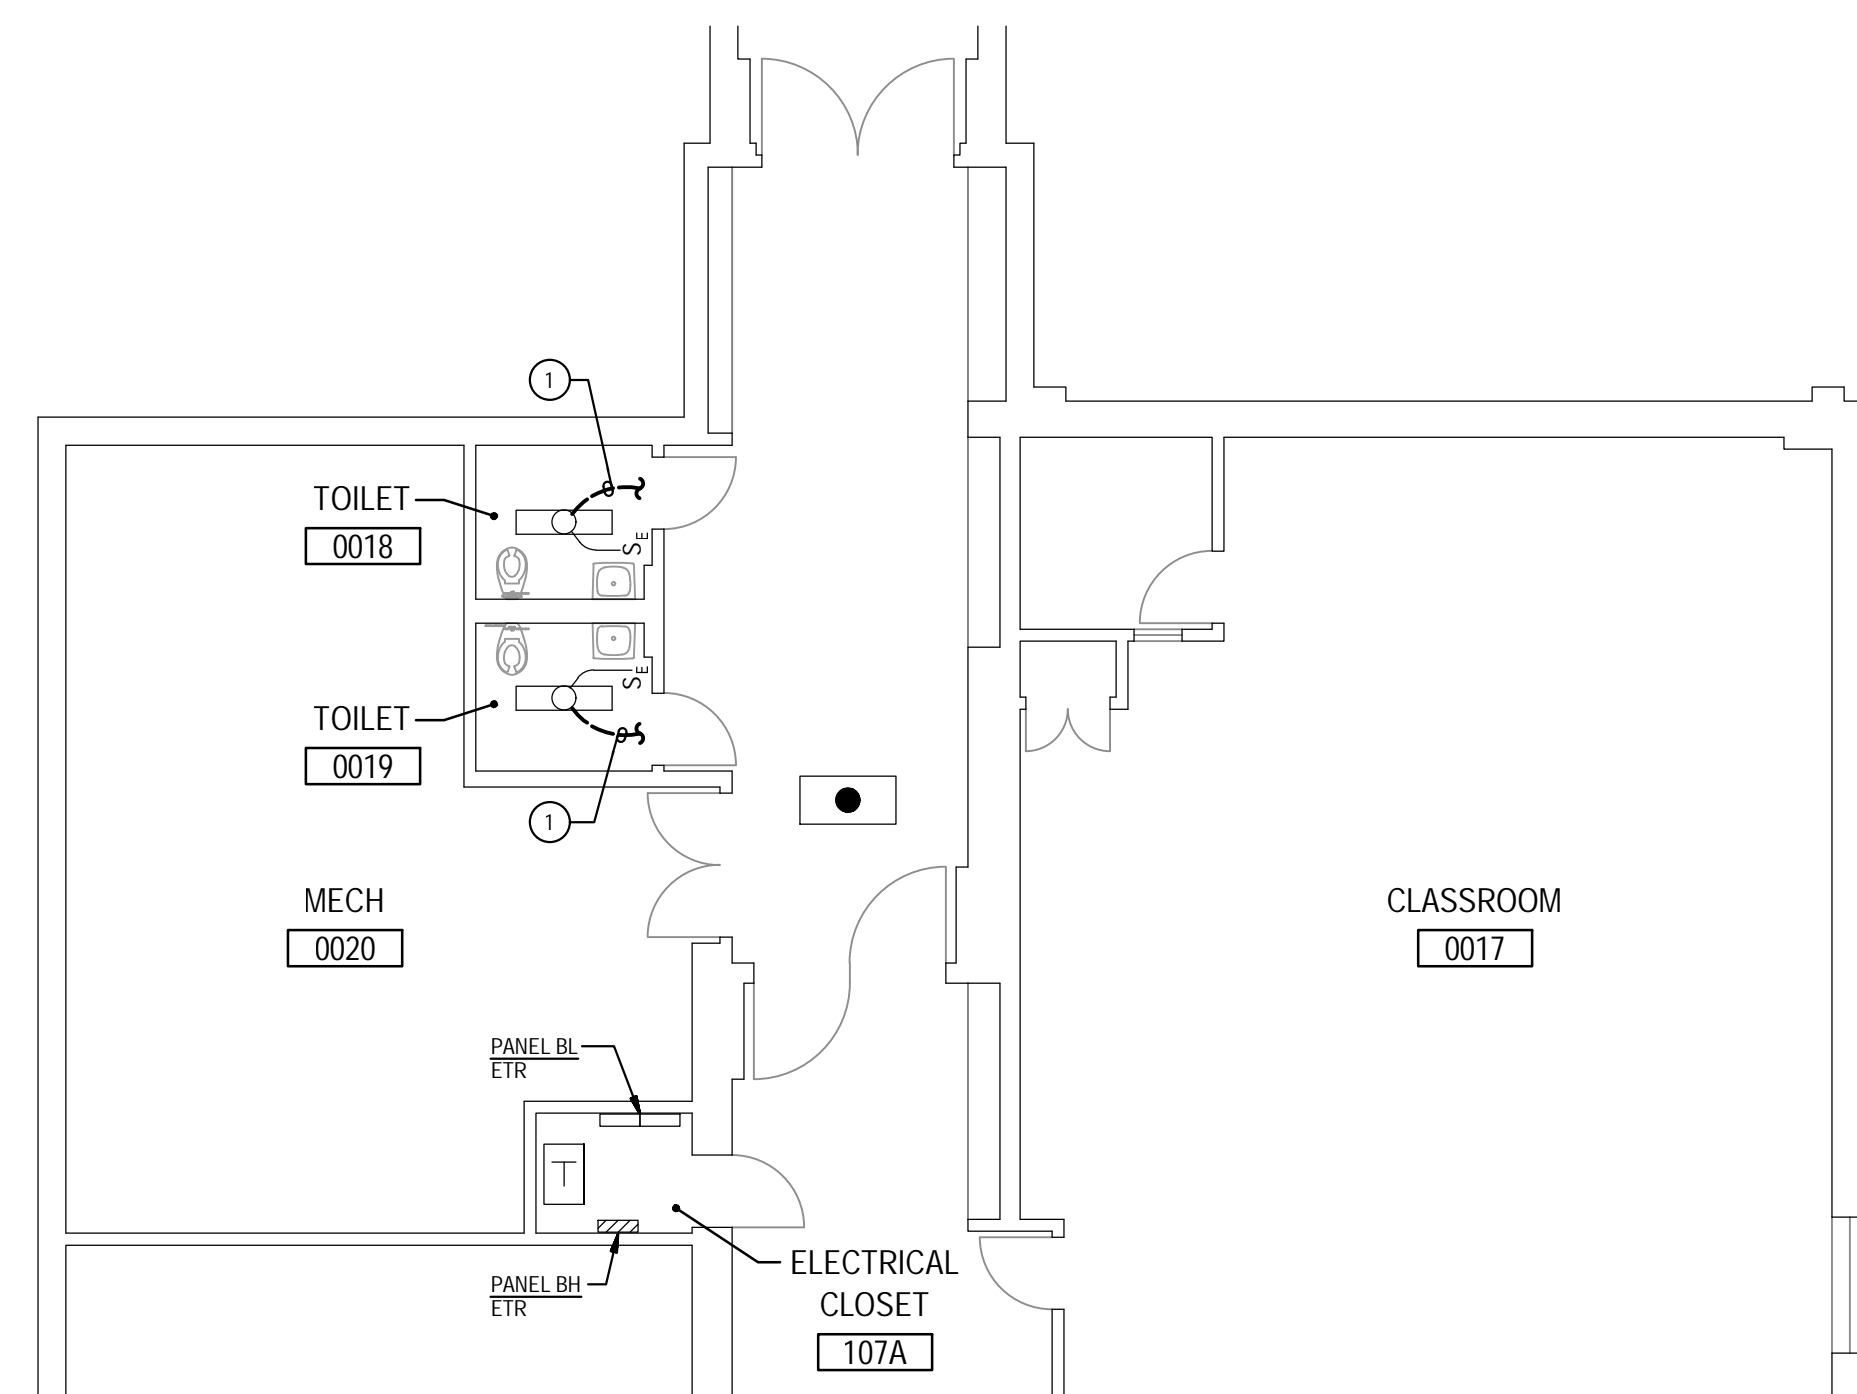 1
TOILET
0018
S
E
TOILET
0019
S
E
1
MECH
0020
CLASSROOM
0017
PANEL BL
ETR
T
PANEL BH
ETR
ELECTRICAL
CLOSET
107A